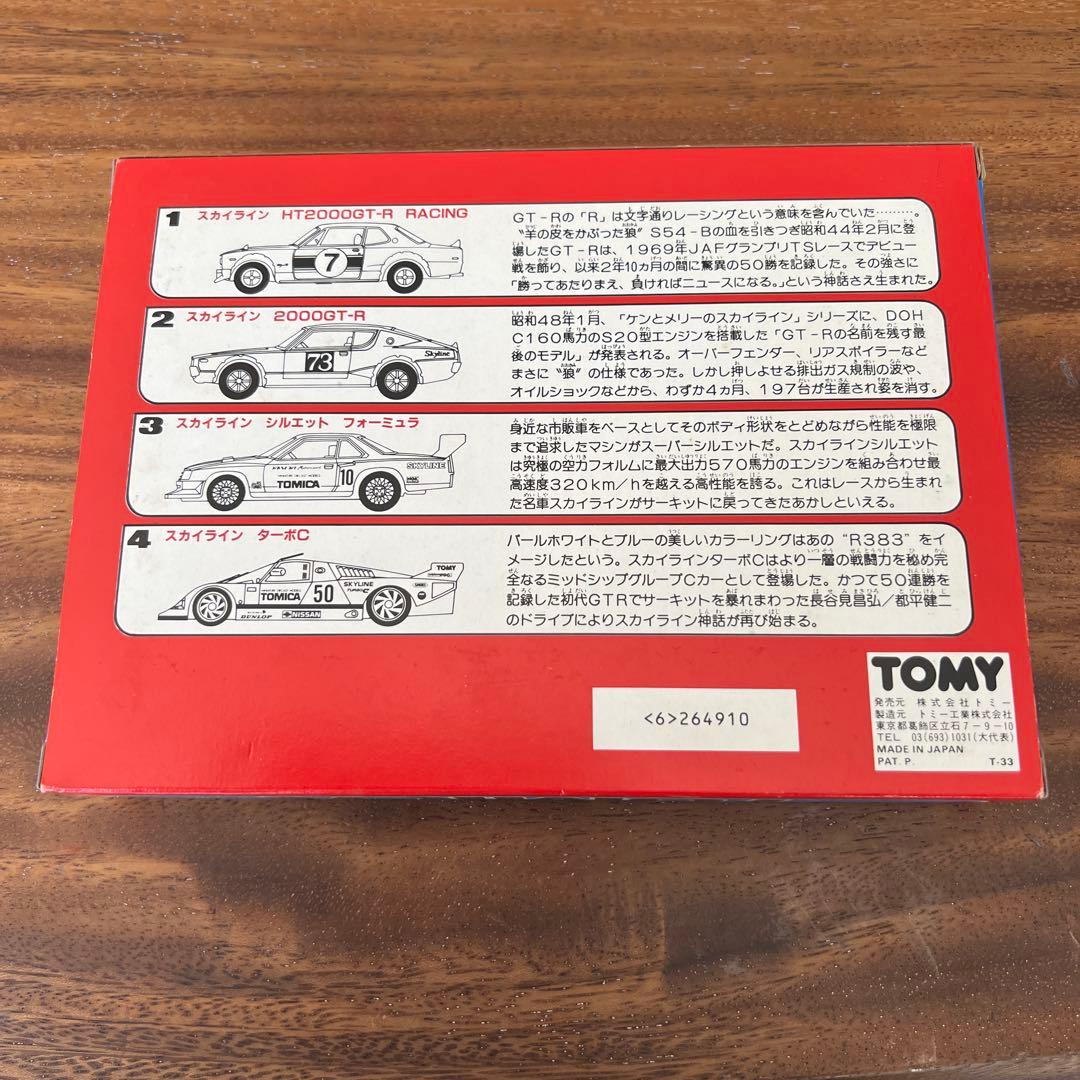 1 スカイライン HT2000GT-R RACING
7
GT-Rの「R」は文字通りレーシングという意味を含んでいた………。
“羊の皮をかぶった狼”S54-Bの血を引きつぎ昭和44年2月に登
場したGT-Rは、1969年JAFグランプリTSレースでデビュー
戦を飾り、以来2年10ヵ月の間に驚異の50勝を記録した。その強さに
「勝ってあたりまえ、負ければニュースになる。」という神話さえ生まれた。
2 スカイライン 2000GT-R
73
Skyline
昭和48年1月、「ケンとメリーのスカイライン」シリーズに、DOH
C160馬力のS20型エンジンを搭載した「GT-Rの名前を残す最
後のモデル」が発表される。オーバーフェンダー、リアスポイラーなど
まさに“狼”の仕様であった。しかし押しよせる排出ガス規制の波や、
オイルショックなどから、わずか4ヵ月、197台が生産され姿を消す。
3 スカイライン シルエット フォーミュラ
TOMICA
10
SKYLINE
身近な市販車をベースとしてそのボディ形状をとどめながら性能を極限
まで追求したマシンがスーパーシルエットだ。スカイラインシルエット
は究極の空力フォルムに最大出力570馬力のエンジンを組み合わせ最
高速度320km/hを越える高性能を誇る。これはレースから生まれ
た名車スカイラインがサーキットに戻ってきたあかしといえる。
4 スカイライン ターボC
TOMICA
50
SKYLINE
TURBO C
TOMY
DUNLOP
NISSAN
パールホワイトとブルーの美しいカラーリングはあの“R383”をイ
メージしたという。スカイラインターボCはより一層の戦闘力を秘め完
全なるミッドシップグループCカーとして登場した。かつて50連勝を
記録した初代GTRでサーキットを暴れまわった長谷見昌弘/都平健二
のドライブによりスカイライン神話が再び始まる。
<6>264910
TOMY
発売元 株式会社トミー
製造元 トミー工業株式会社
東京都葛飾区立石7-9-10
TEL 03(693)1031(大代表)
MADE IN JAPAN
PAT. P. T-33